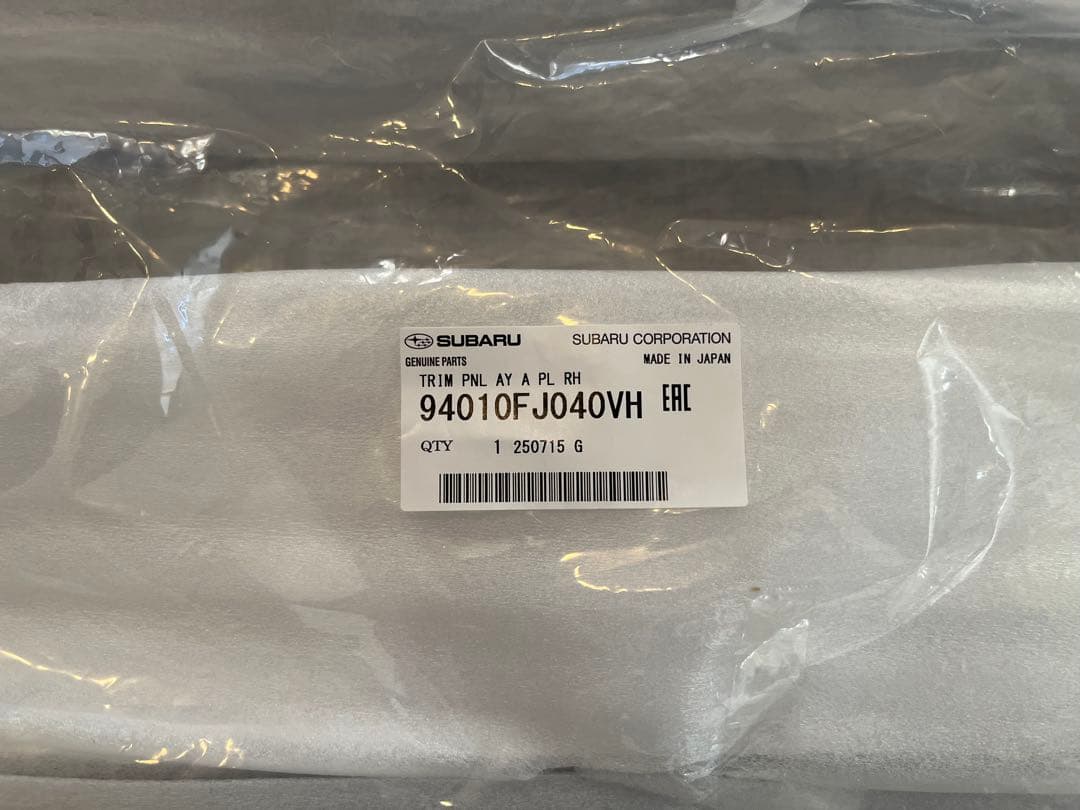 SUBARU SUBARU CORPORATION
GENUINE PARTS MADE IN JAPAN
TRIM PNL AY A PL RH
94010FJ040VH EAC
QTY 1 250715 G